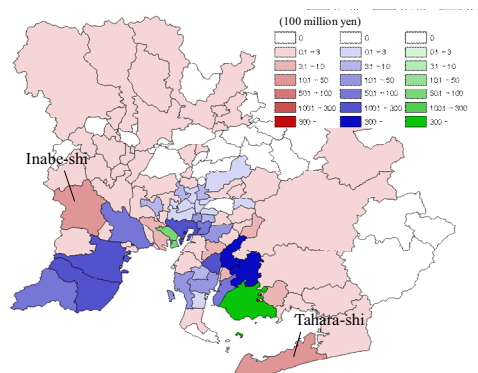 (100 million yen)
0 0 0
0.1 ~ 3 0.1 ~ 3 0.1 ~ 3
3.1 ~ 10 3.1 ~ 10 3.1 ~ 10
10.1 ~ 50 10.1 ~ 50 10.1 ~ 50
50.1 ~ 100 50.1 ~ 100 50.1 ~ 100
100.1 ~ 300 100.1 ~ 300 100.1 ~ 300
300 ~ 300 ~ 300 ~
Inabe-shi
Tahara-shi